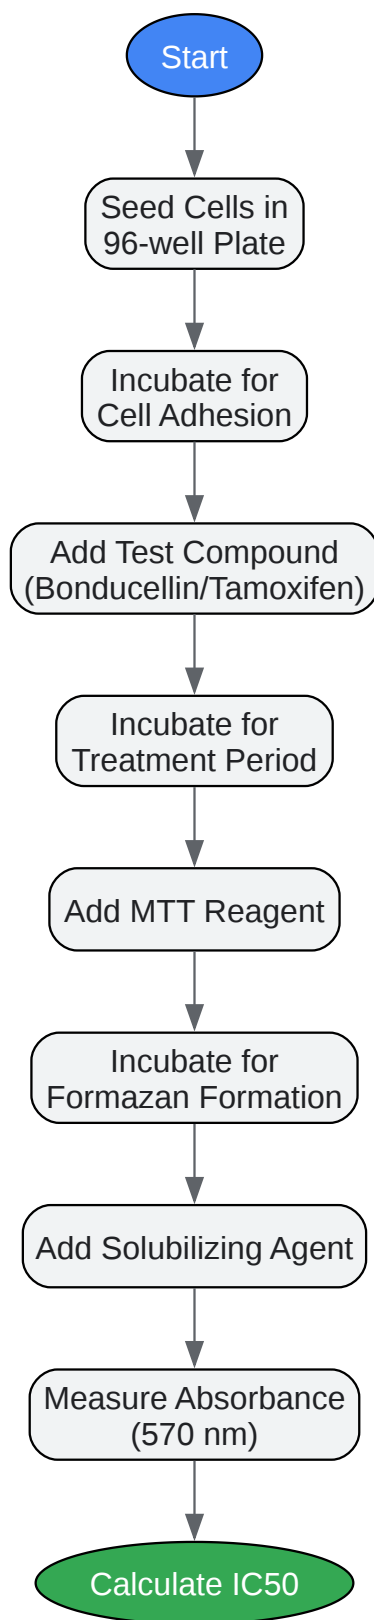 Start
Seed Cells in
96-well Plate
Incubate for
Cell Adhesion
Add Test Compound
(Bonducellin/Tamoxifen)
Incubate for
Treatment Period
Add MTT Reagent
Incubate for
Formazan Formation
Add Solubilizing Agent
Measure Absorbance
(570 nm)
Calculate IC50